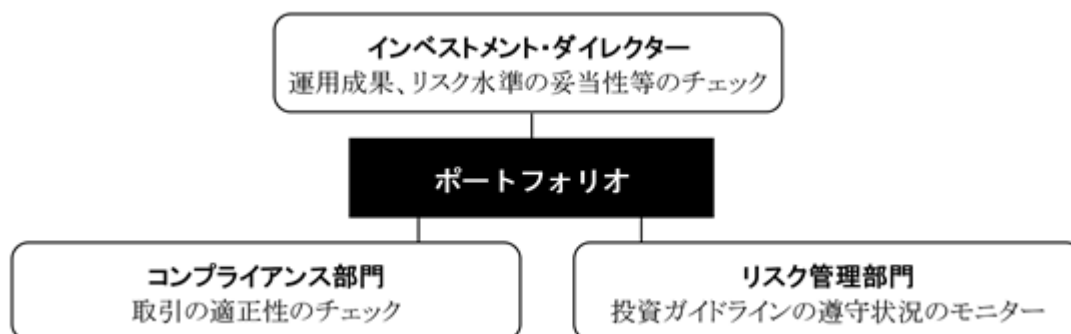 インベストメント・ダイレクター
運用成果、リスク水準の妥当性等のチェック
ポートフォリオ
コンプライアンス部門
取引の適正性のチェック
リスク管理部門
投資ガイドラインの遵守状況のモニター